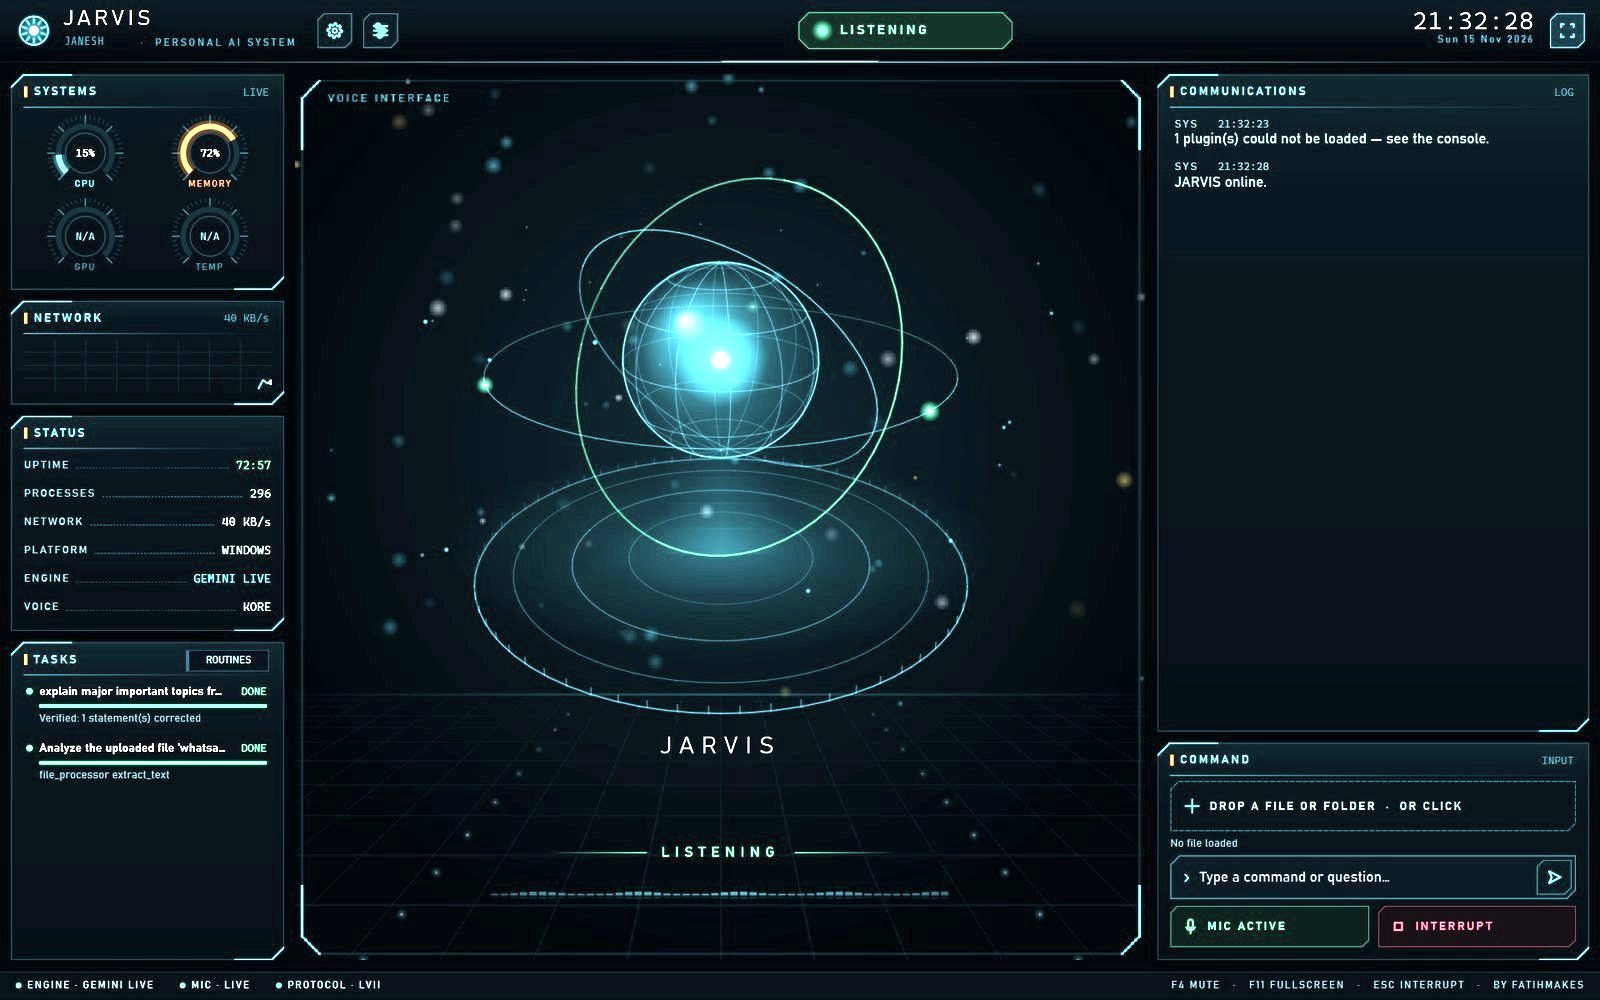 JARVIS
JANESH · PERSONAL AI SYSTEM
LISTENING
21:32:28
Sun 15 Nov 2026
SYSTEMS LIVE
15%
CPU
72%
MEMORY
N/A
GPU
N/A
TEMP
NETWORK 40 KB/s
STATUS
UPTIME 72:57
PROCESSES 296
NETWORK 40 KB/s
PLATFORM WINDOWS
ENGINE GEMINI LIVE
VOICE KORE
TASKS ROUTINES
explain major important topics fr... DONE
Verified: 1 statement(s) corrected
Analyze the uploaded file 'whatsa... DONE
file_processor extract_text
VOICE INTERFACE
JARVIS
LISTENING
COMMUNICATIONS LOG
SYS 21:32:23
1 plugin(s) could not be loaded — see the console.
SYS 21:32:28
JARVIS online.
COMMAND INPUT
DROP A FILE OR FOLDER · OR CLICK
No file loaded
› Type a command or question...
MIC ACTIVE
INTERRUPT
ENGINE · GEMINI LIVE MIC · LIVE PROTOCOL · LVII
F4 MUTE · F11 FULLSCREEN · ESC INTERRUPT · BY FATIHMAKES